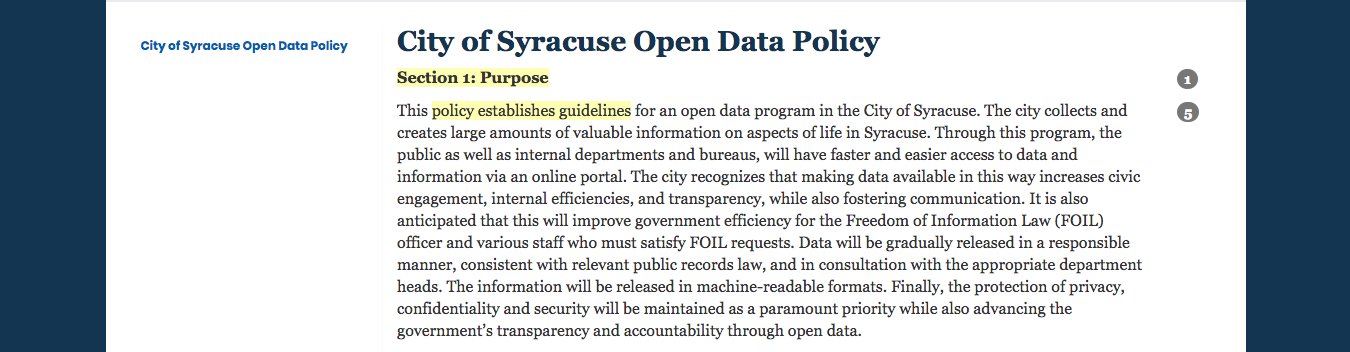 City of Syracuse Open Data Policy
City of Syracuse Open Data Policy
Section 1: Purpose
1
This policy establishes guidelines for an open data program in the City of Syracuse. The city collects and
5
creates large amounts of valuable information on aspects of life in Syracuse. Through this program, the
public as well as internal departments and bureaus, will have faster and easier access to data and
information via an online portal. The city recognizes that making data available in this way increases civic
engagement, internal efficiencies, and transparency, while also fostering communication. It is also
anticipated that this will improve government efficiency for the Freedom of Information Law (FOIL)
officer and various staff who must satisfy FOIL requests. Data will be gradually released in a responsible
manner, consistent with relevant public records law, and in consultation with the appropriate department
heads. The information will be released in machine-readable formats. Finally, the protection of privacy,
confidentiality and security will be maintained as a paramount priority while also advancing the
government’s transparency and accountability through open data.